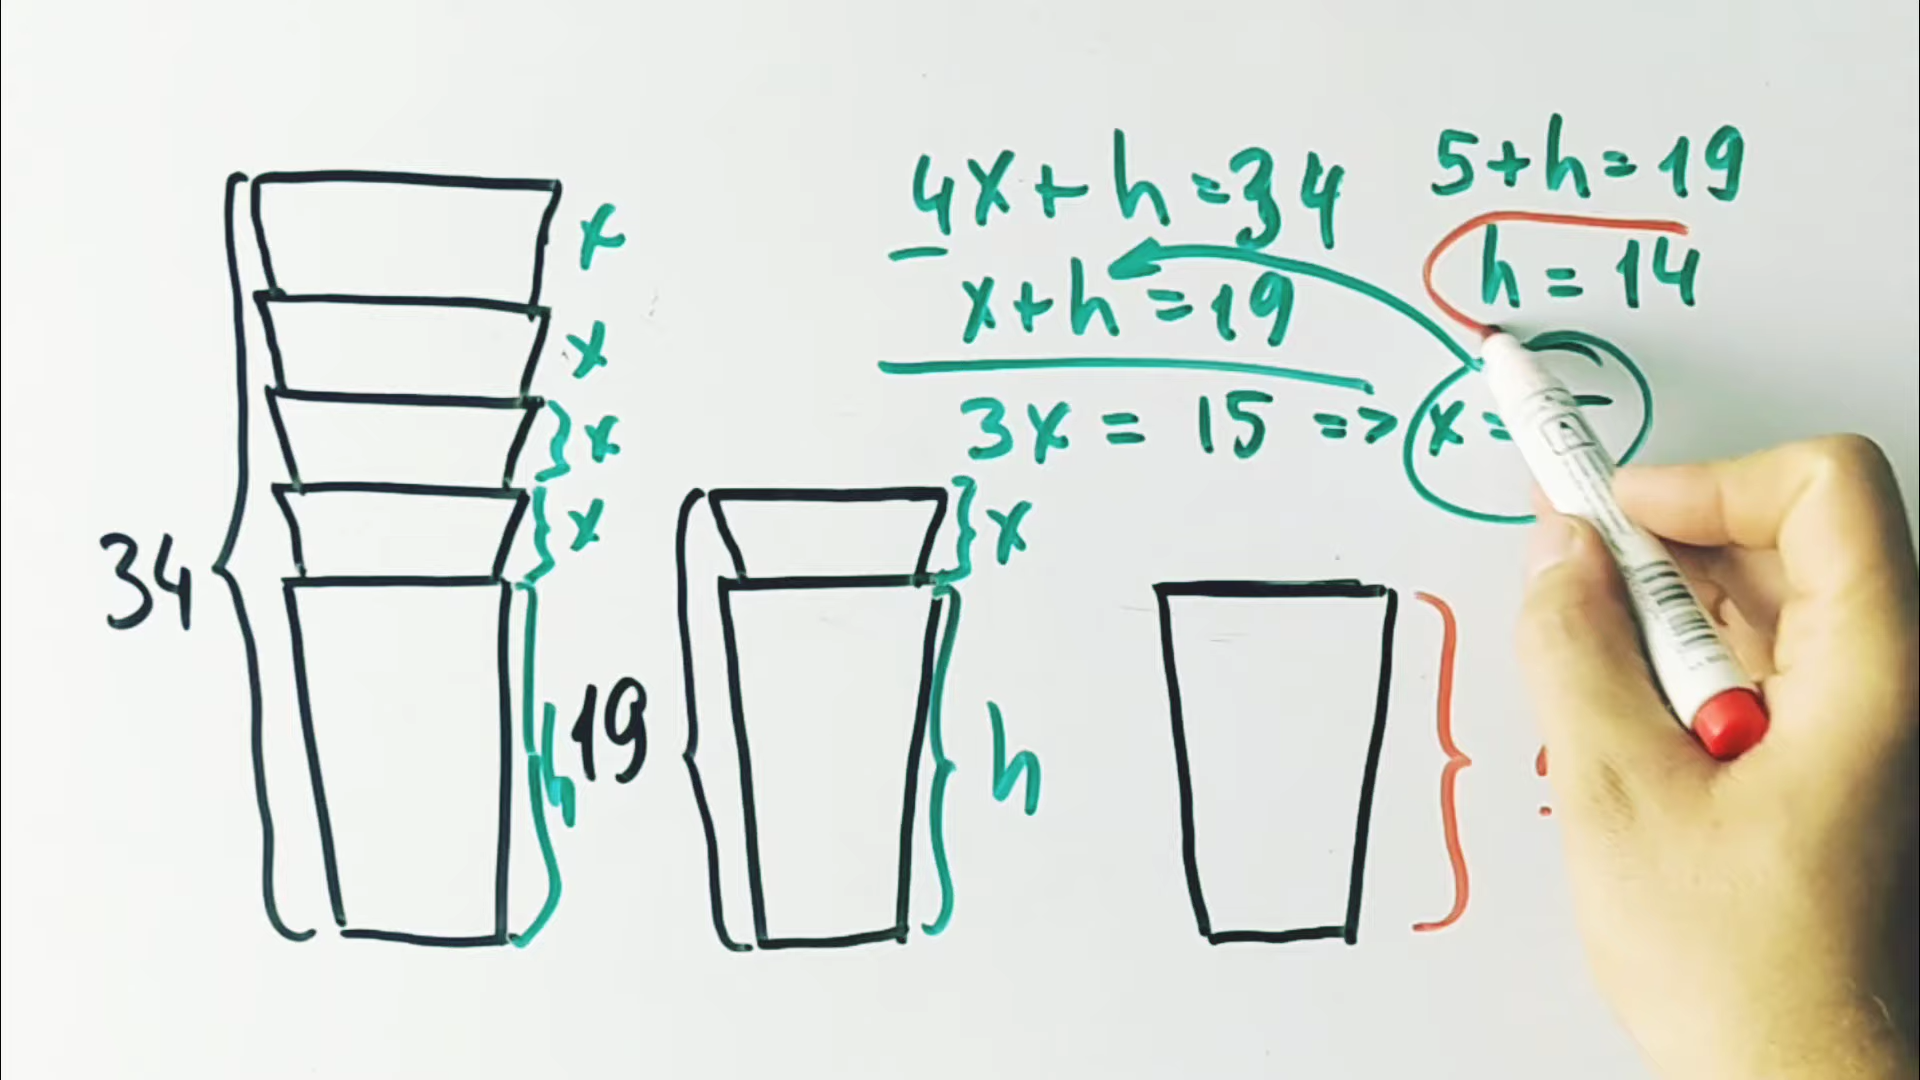 4x + h = 34
x + h = 19
3x = 15 => x =
5 + h = 19
h = 14
x
x
x
x
34
h
19
x
h